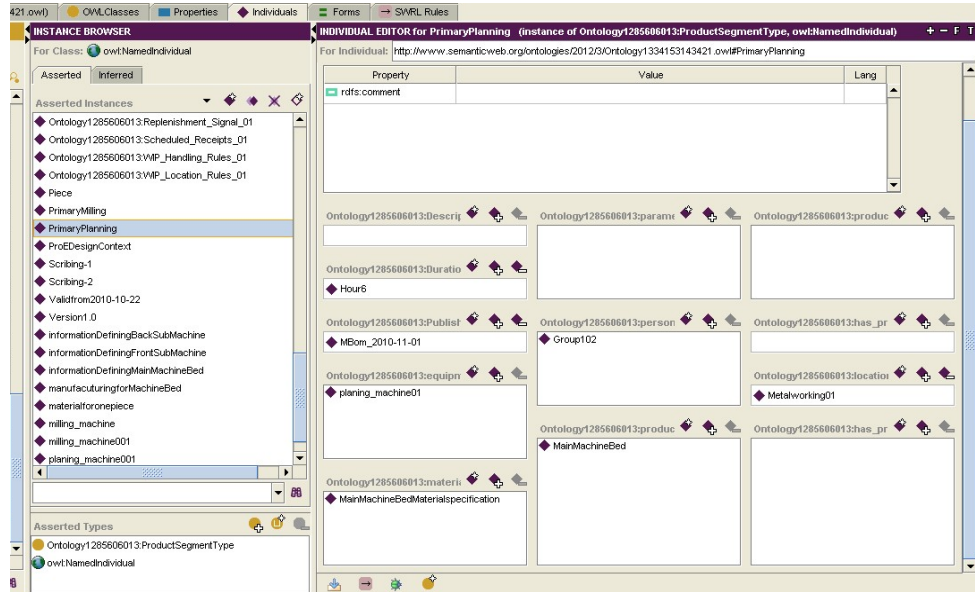 421.owl) OWLClasses Properties Individuals Forms SWRL Rules
INSTANCE BROWSER
For Class: owl:NamedIndividual
Asserted Inferred
Asserted Instances
Ontology1285606013:Replenishment_Signal_01
Ontology1285606013:Scheduled_Receipts_01
Ontology1285606013:WIP_Handling_Rules_01
Ontology1285606013:WIP_Location_Rules_01
Piece
PrimaryMilling
PrimaryPlanning
ProEDesignContext
Scribing-1
Scribing-2
Validfrom2010-10-22
Version1.0
informationDefiningBackSubMachine
informationDefiningFrontSubMachine
informationDefiningMainMachineBed
manufacuturingforMachineBed
materialforonepiece
milling_machine
milling_machine001
planing_machine001
Asserted Types
Ontology1285606013:ProductSegmentType
owl:NamedIndividual
INDIVIDUAL EDITOR for PrimaryPlanning (instance of Ontology1285606013:ProductSegmentType, owl:NamedIndividual) + - F T
For Individual: http://www.semanticweb.org/ontologies/2012/3/Ontology1334153143421.owl#PrimaryPlanning
Property Value Lang
rdfs:comment
Ontology1285606013:Descrip Ontology1285606013:parame Ontology1285606013:produc
Ontology1285606013:Duratio
Hour6
Ontology1285606013:Publish Ontology1285606013:person Ontology1285606013:has_pr
MBom_2010-11-01 Group102
Ontology1285606013:equipn Ontology1285606013:location
planing_machine01 Metalworking01
Ontology1285606013:produc Ontology1285606013:has_pr
MainMachineBed
Ontology1285606013:materia
MainMachineBedMaterialspecification